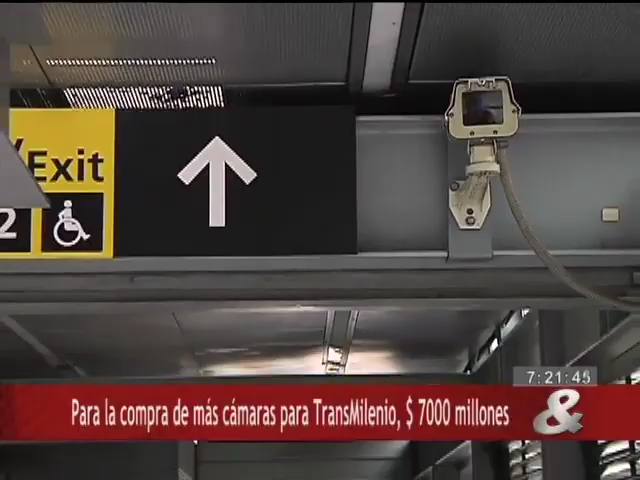 /Exit
2
7:21:45
Para la compra de más cámaras para TransMilenio, $ 7000 millones
&